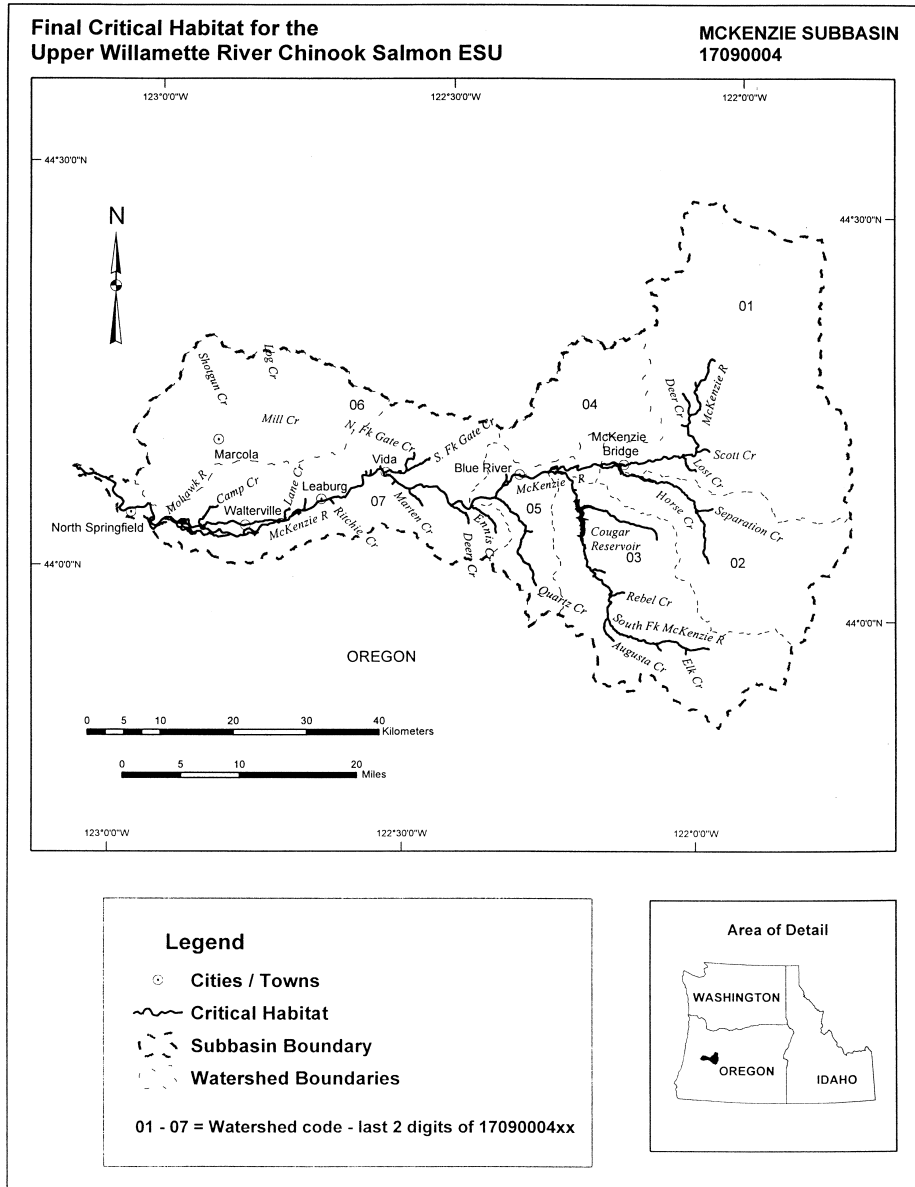 Final Critical Habitat for the
Upper Willamette River Chinook Salmon ESU
MCKENZIE SUBBASIN
17090004
123°0'0"W
122°30'0"W
122°0'0"W
44°30'0"N
44°30'0"N
N
01
Shotgun Cr
Log Cr
Mill Cr
06
04
Deer Cr
McKenzie R
N, Fk Gate Cr
S. Fk Gate Cr
Marcola
McKenzie
Bridge
Scott Cr
Lost Cr
Vida
Blue River
Mohawk R
Camp Cr
Lane Cr
Leaburg
McKenzie R
Horse Cr
Separation Cr
07
05
Marten Cr
North Springfield
Walterville
McKenzie R
Ritchie Cr
Ennis Cr
Deer Cr
Cougar
Reservoir
03
02
44°0'0"N
Quartz Cr
Rebel Cr
44°0'0"N
South Fk McKenzie R
Augusta Cr
Elk Cr
OREGON
0 5 10 20 30 40
Kilometers
0 5 10 20
Miles
123°0'0"W
122°30'0"W
122°0'0"W
Legend
Cities / Towns
Critical Habitat
Subbasin Boundary
Watershed Boundaries
01 - 07 = Watershed code - last 2 digits of 17090004xx
Area of Detail
WASHINGTON
OREGON
IDAHO